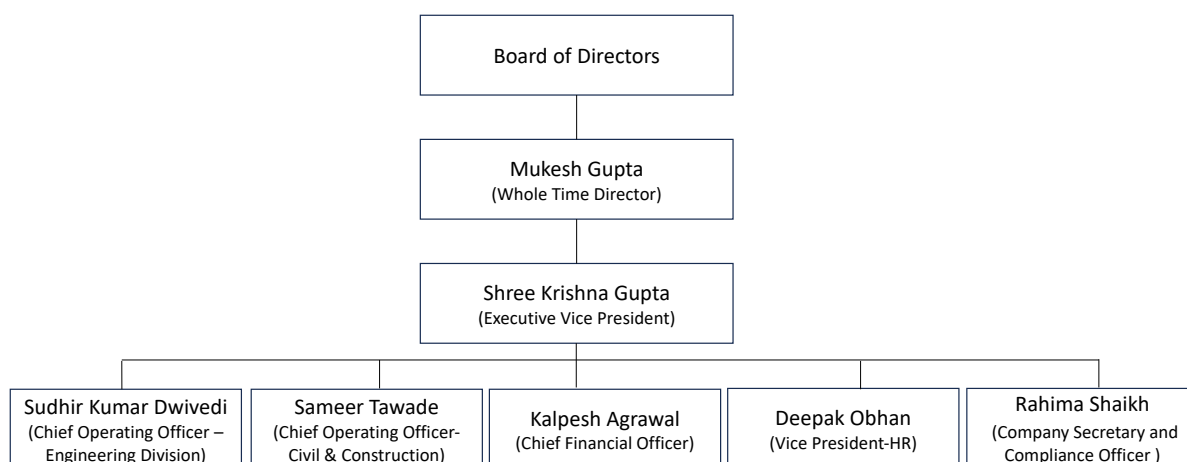 Board of Directors
Mukesh Gupta
(Whole Time Director)
Shree Krishna Gupta
(Executive Vice President)
Sudhir Kumar Dwivedi
(Chief Operating Officer –
Engineering Division)
Sameer Tawade
(Chief Operating Officer-
Civil & Construction)
Kalpesh Agrawal
(Chief Financial Officer)
Deepak Obhan
(Vice President-HR)
Rahima Shaikh
(Company Secretary and
Compliance Officer )